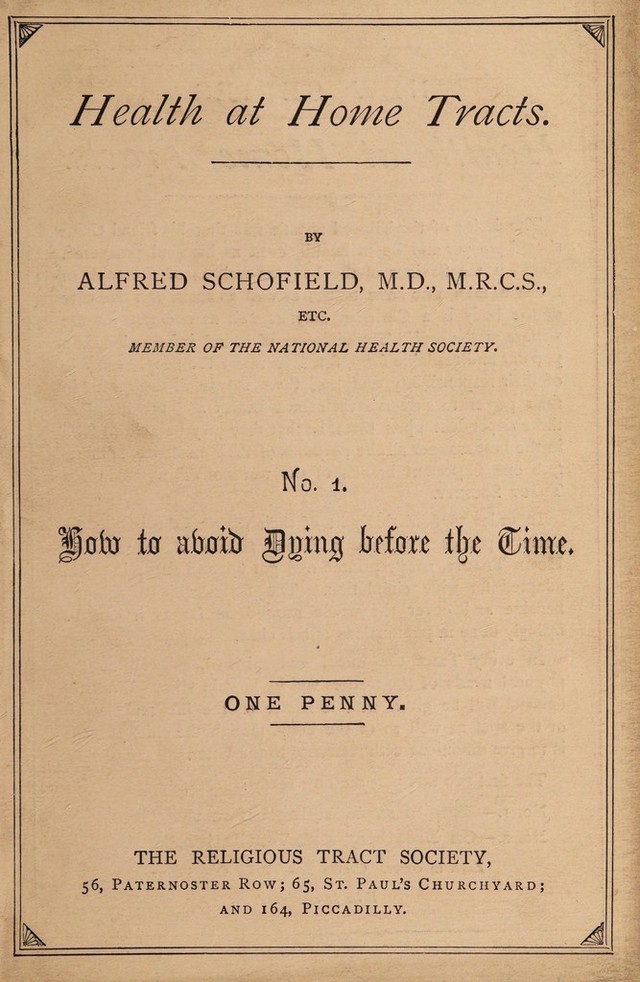 Health at Home Tracts.
BY
ALFRED SCHOFIELD, M.D., M.R.C.S.,
ETC.
MEMBER OF THE NATIONAL HEALTH SOCIETY.
No. 1.
How to avoid Dying before the Time.
ONE PENNY.
THE RELIGIOUS TRACT SOCIETY,
56, PATERNOSTER ROW; 65, ST. PAUL'S CHURCHYARD;
AND 164, PICCADILLY.